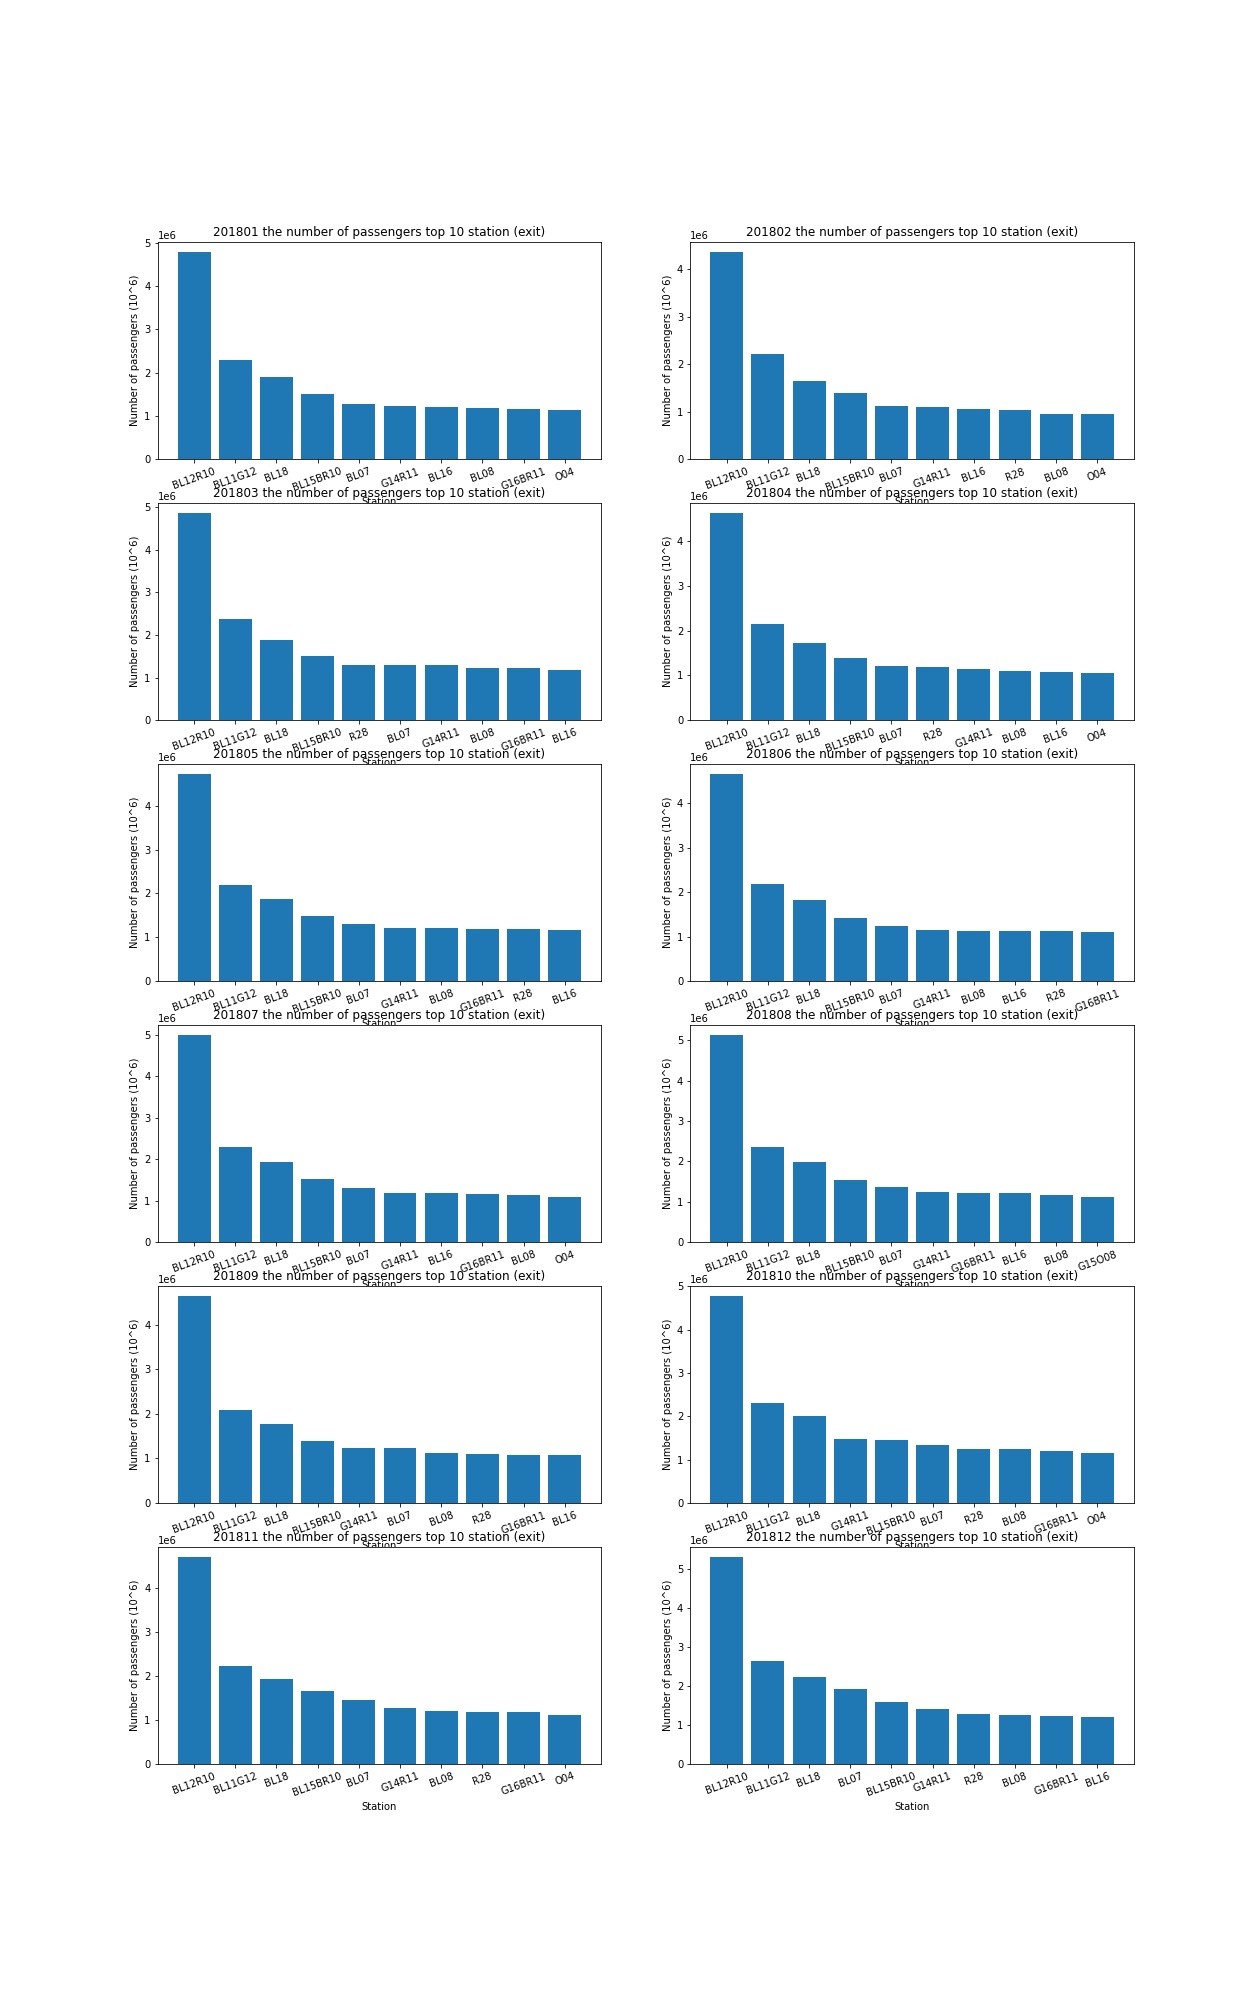 201801 the number of passengers top 10 station (exit)
1e6
5
4
3
2
1
0
Number of passengers (10^6)
BL12R10 BL11G12 BL18 BL15BR10 BL07 G14R11 BL16 BL08 G16BR11 O04
Station
201802 the number of passengers top 10 station (exit)
1e6
4
3
2
1
0
Number of passengers (10^6)
BL12R10 BL11G12 BL18 BL15BR10 BL07 G14R11 BL16 R28 BL08 O04
Station
201803 the number of passengers top 10 station (exit)
1e6
5
4
3
2
1
0
Number of passengers (10^6)
BL12R10 BL11G12 BL18 BL15BR10 R28 BL07 G14R11 BL08 G16BR11 BL16
Station
201804 the number of passengers top 10 station (exit)
1e6
4
3
2
1
0
Number of passengers (10^6)
BL12R10 BL11G12 BL18 BL15BR10 BL07 R28 G14R11 BL08 BL16 O04
Station
201805 the number of passengers top 10 station (exit)
1e6
4
3
2
1
0
Number of passengers (10^6)
BL12R10 BL11G12 BL18 BL15BR10 BL07 G14R11 BL08 G16BR11 R28 BL16
Station
201806 the number of passengers top 10 station (exit)
1e6
4
3
2
1
0
Number of passengers (10^6)
BL12R10 BL11G12 BL18 BL15BR10 BL07 G14R11 BL08 BL16 R28 G16BR11
Station
201807 the number of passengers top 10 station (exit)
1e6
5
4
3
2
1
0
Number of passengers (10^6)
BL12R10 BL11G12 BL18 BL15BR10 BL07 G14R11 BL16 G16BR11 BL08 O04
Station
201808 the number of passengers top 10 station (exit)
1e6
5
4
3
2
1
0
Number of passengers (10^6)
BL12R10 BL11G12 BL18 BL15BR10 BL07 G14R11 G16BR11 BL16 BL08 G15O08
Station
201809 the number of passengers top 10 station (exit)
1e6
4
3
2
1
0
Number of passengers (10^6)
BL12R10 BL11G12 BL18 BL15BR10 G14R11 BL07 BL08 R28 G16BR11 BL16
Station
201810 the number of passengers top 10 station (exit)
1e6
5
4
3
2
1
0
Number of passengers (10^6)
BL12R10 BL11G12 BL18 G14R11 BL15BR10 BL07 R28 BL08 G16BR11 O04
Station
201811 the number of passengers top 10 station (exit)
1e6
4
3
2
1
0
Number of passengers (10^6)
BL12R10 BL11G12 BL18 BL15BR10 BL07 G14R11 BL08 R28 G16BR11 O04
Station
201812 the number of passengers top 10 station (exit)
1e6
5
4
3
2
1
0
Number of passengers (10^6)
BL12R10 BL11G12 BL18 BL07 BL15BR10 G14R11 R28 BL08 G16BR11 BL16
Station